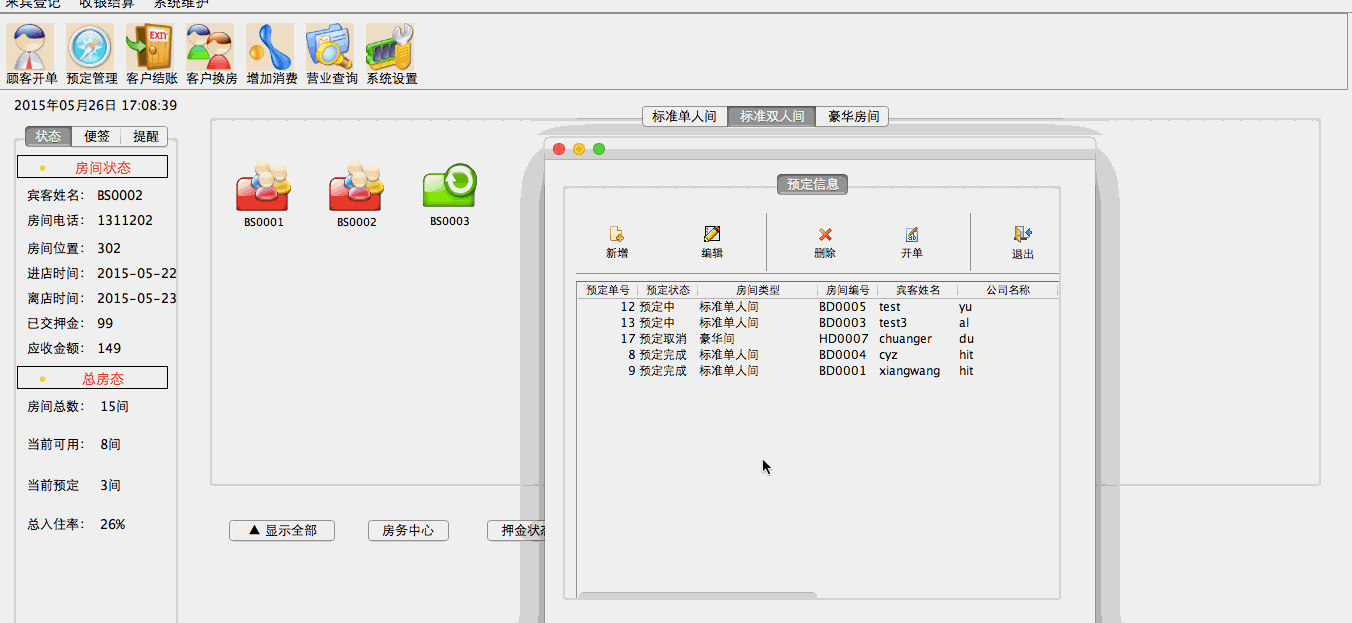 来宾登记 收银结算 系统维护
EXIT
顾客开单 预定管理 客户结账 客户换房 增加消费 营业查询 系统设置
2015年05月26日 17:08:39
标准单人间 标准双人间 豪华房间
状态 便签 提醒
房间状态
宾客姓名: BS0002
房间电话: 1311202
房间位置: 302
进店时间: 2015-05-22
离店时间: 2015-05-23
已交押金: 99
应收金额: 149
总房态
房间总数: 15间
当前可用: 8间
当前预定 3间
总入住率: 26%
BS0001 BS0002 BS0003
▲ 显示全部 房务中心 押金状态
预定信息
新增 编辑 删除 开单 退出
预定单号 预定状态 房间类型 房间编号 宾客姓名 公司名称
12 预定中 标准单人间 BD0005 test yu
13 预定中 标准单人间 BD0003 test3 al
17 预定取消 豪华间 HD0007 chuanger du
8 预定完成 标准单人间 BD0004 cyz hit
9 预定完成 标准单人间 BD0001 xiangwang hit